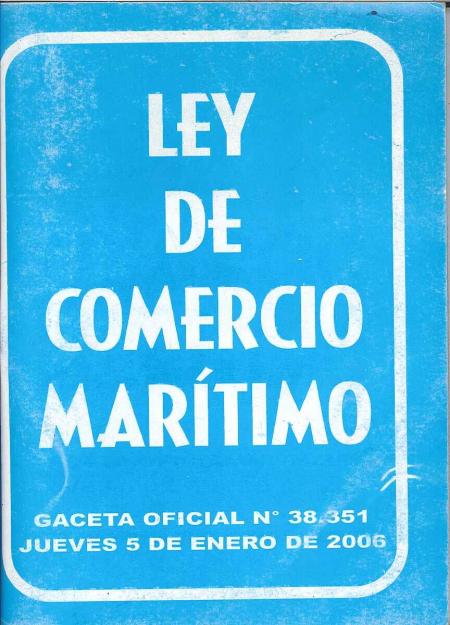 LEY
DE
COMERCIO
MARÍTIMO
GACETA OFICIAL N° 38.351
JUEVES 5 DE ENERO DE 2006